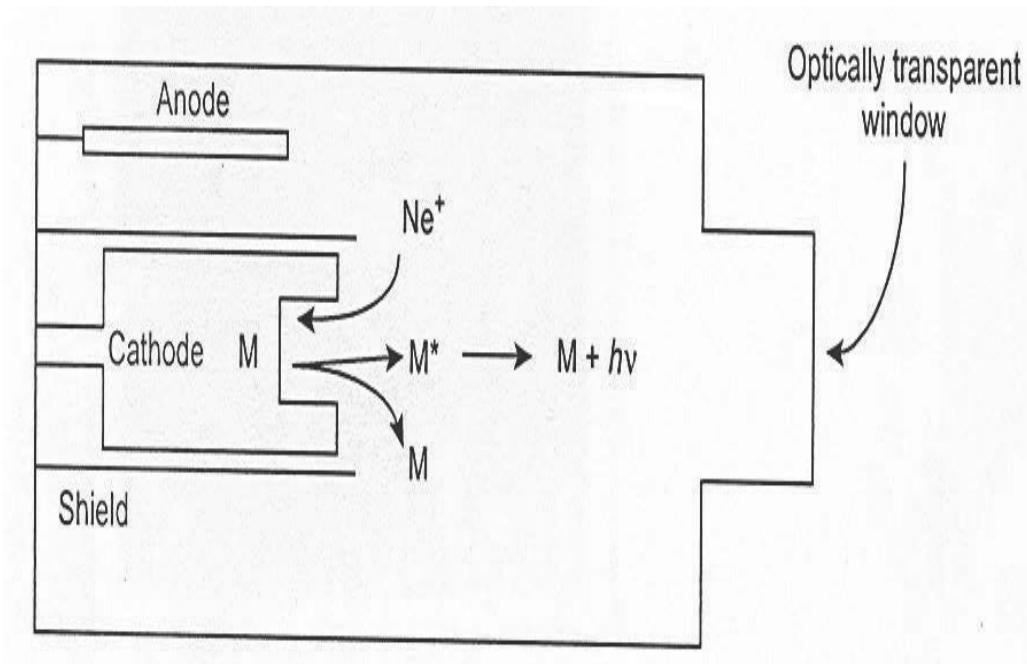 Optically transparent
window
Anode
Ne⁺
Cathode M
M* → M + hν
M
Shield